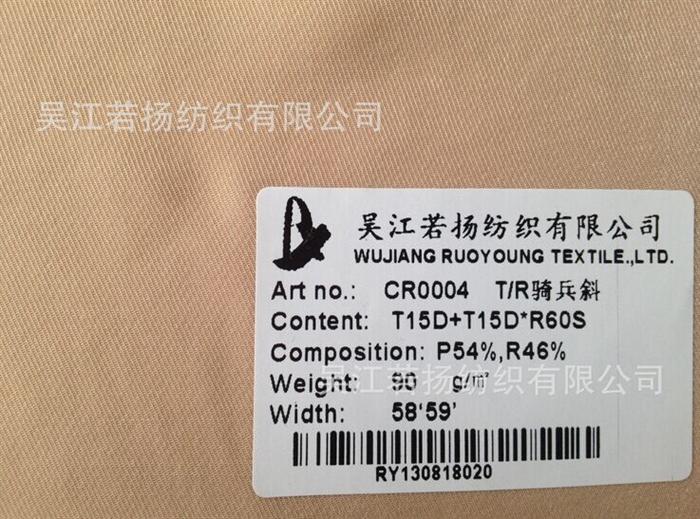 吴江若扬纺织有限公司
吴江若扬纺织有限公司
WUJIANG RUOYOUNG TEXTILE.,LTD.
Art no.: CR0004 T/R骑兵斜
Content: T15D+T15D*R60S
Composition: P54%,R46%
Weight: 90 g/㎡
吴江若扬纺织有限公司
Width: 58'59'
RY130818020